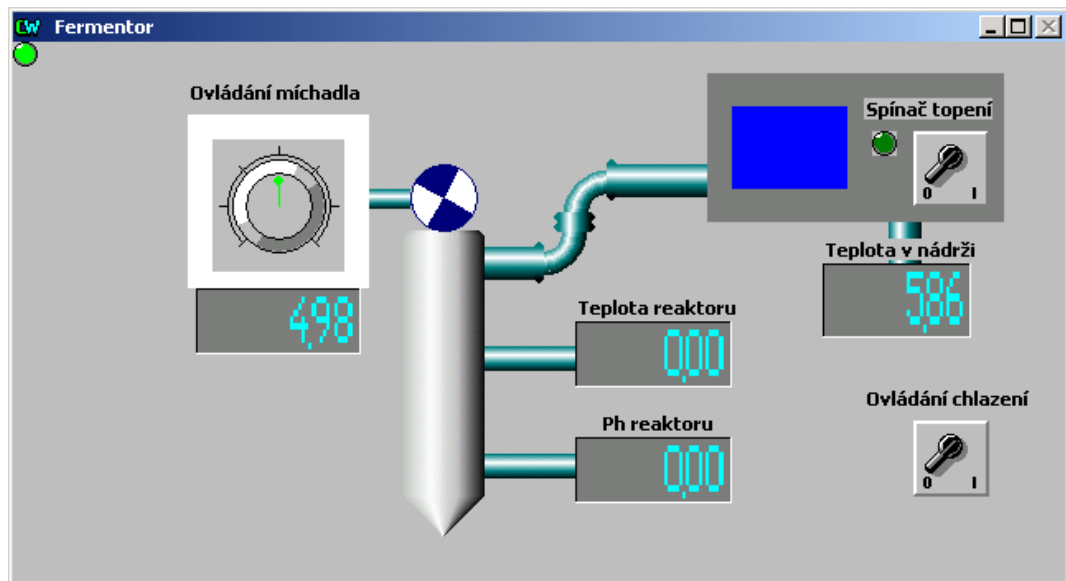 CW Fermentor
Ovládání míchadla
Spínač topení
0 I
Teplota v nádrži
4,98
5,86
Teplota reaktoru
0,00
Ovládání chlazení
Ph reaktoru
0,00
0 I